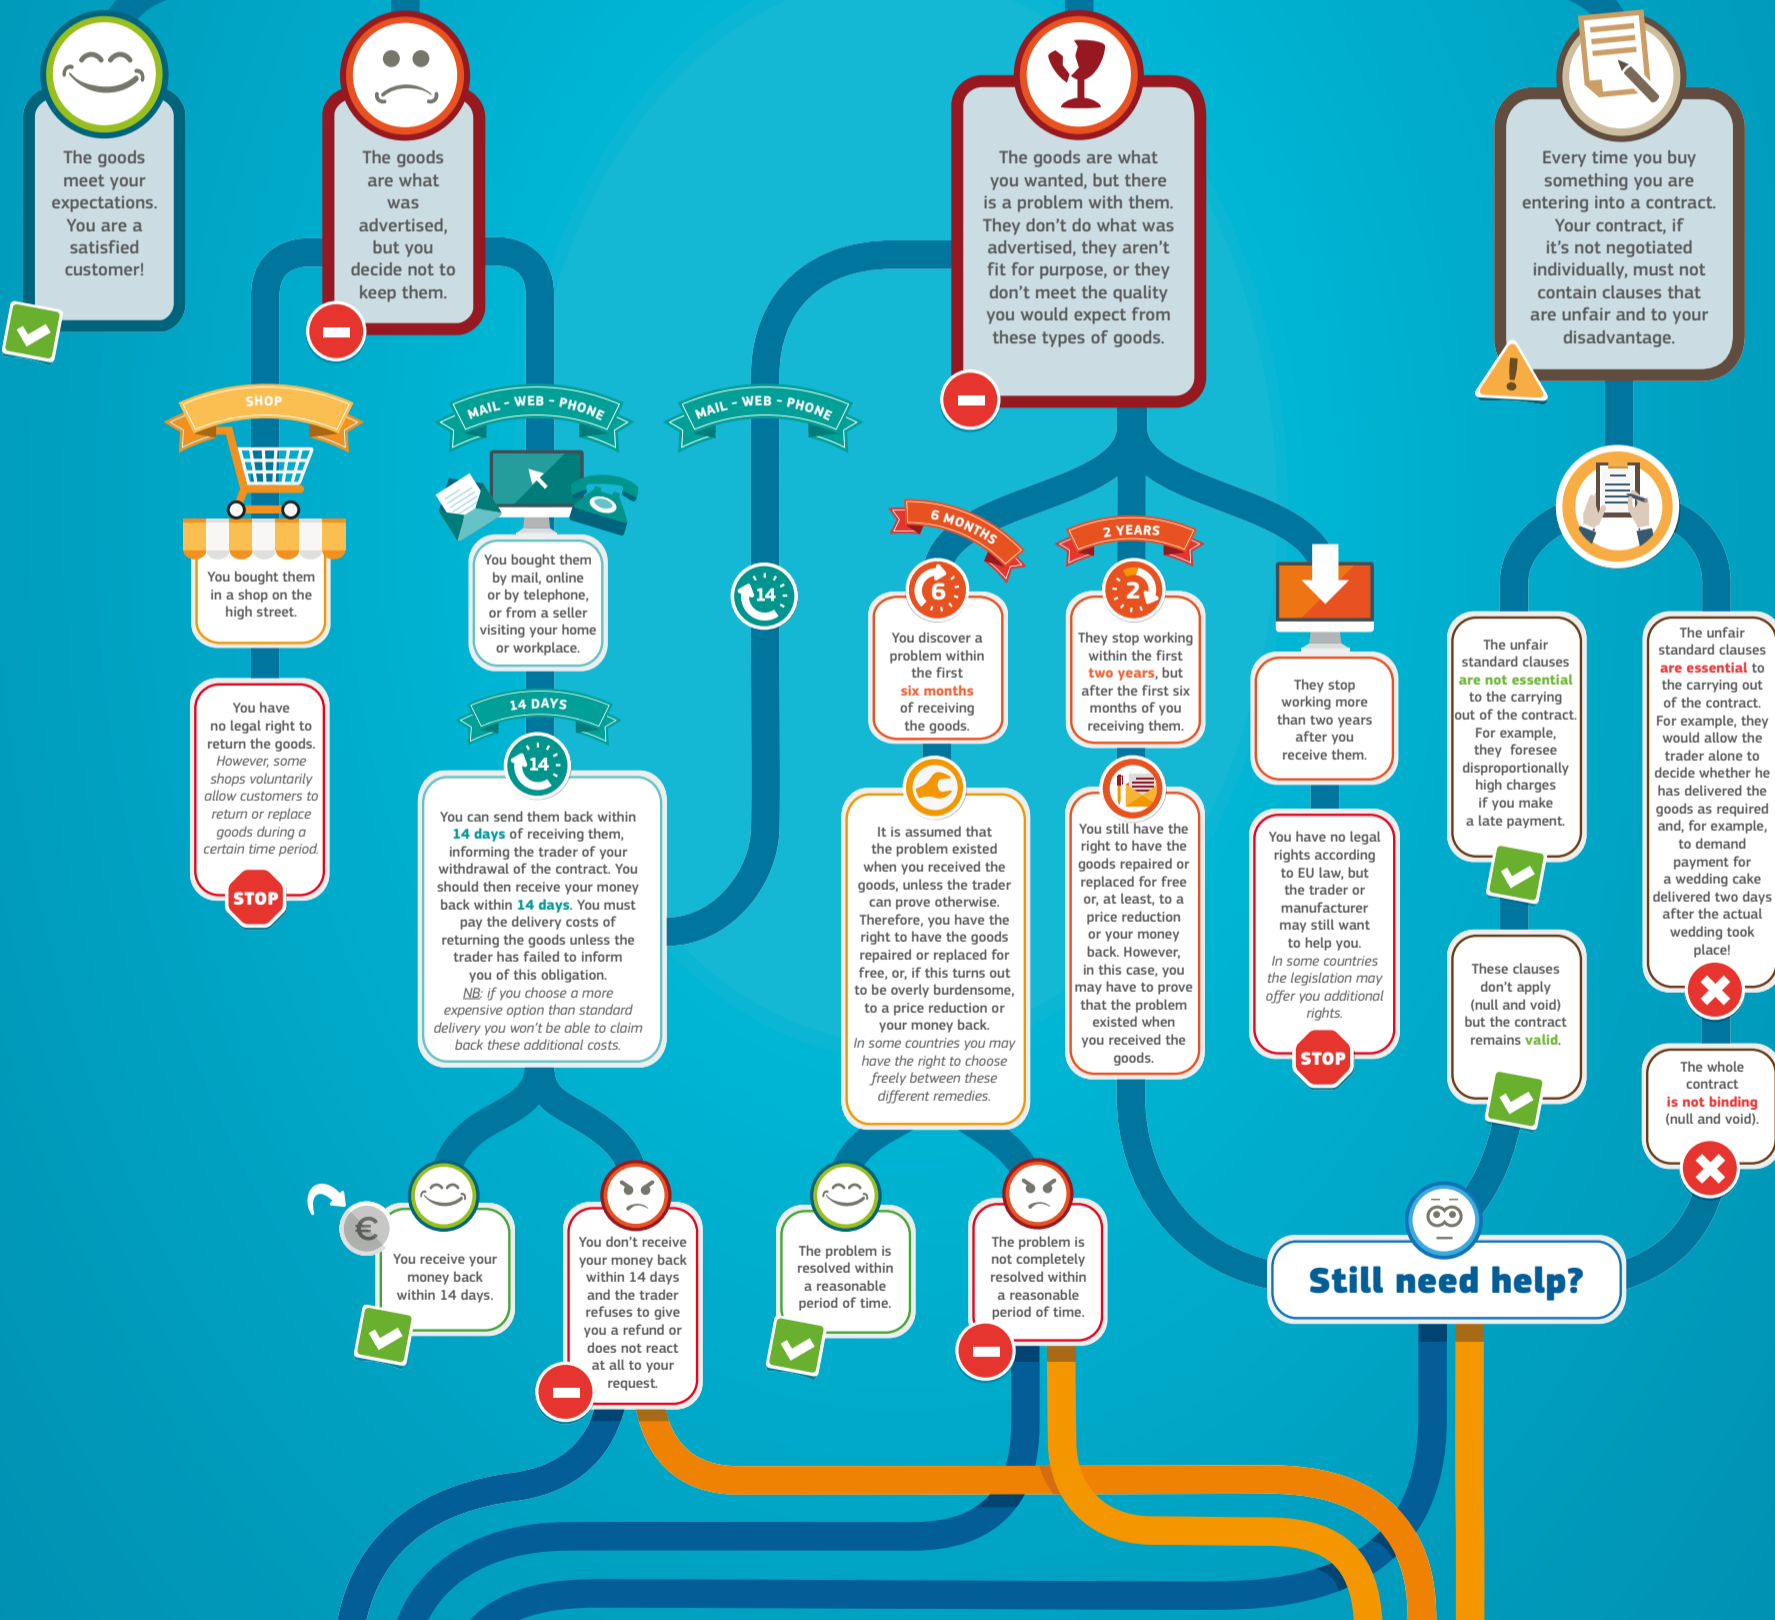 The goods
meet your
expectations.
You are a
satisfied
customer!
The goods
are what
was
advertised,
but you
decide not to
keep them.
SHOP
You bought them
in a shop on the
high street.
You have
no legal right to
return the goods.
However, some
shops voluntarily
allow customers to
return or replace
goods during a
certain time period.
STOP
MAIL - WEB - PHONE
You bought them
by mail, online
or by telephone,
or from a seller
visiting your home
or workplace.
14 DAYS
14
You can send them back within
14 days of receiving them,
informing the trader of your
withdrawal of the contract. You
should then receive your money
back within 14 days. You must
pay the delivery costs of
returning the goods unless the
trader has failed to inform
you of this obligation.
NB: if you choose a more
expensive option than standard
delivery you won't be able to claim
back these additional costs.
€
You receive your
money back
within 14 days.
You don't receive
your money back
within 14 days
and the trader
refuses to give
you a refund or
does not react
at all to your
request.
The goods are what
you wanted, but there
is a problem with them.
They don't do what was
advertised, they aren't
fit for purpose, or they
don't meet the quality
you would expect from
these types of goods.
MAIL - WEB - PHONE
14
6 MONTHS
6
You discover a
problem within
the first
six months
of receiving
the goods.
It is assumed that
the problem existed
when you received the
goods, unless the trader
can prove otherwise.
Therefore, you have the
right to have the goods
repaired or replaced for
free, or, if this turns out
to be overly burdensome,
to a price reduction or
your money back.
In some countries you may
have the right to choose
freely between these
different remedies.
The problem is
resolved within
a reasonable
period of time.
The problem is
not completely
resolved within
a reasonable
period of time.
2 YEARS
2
They stop working
within the first
two years, but
after the first six
months of you
receiving them.
You still have the
right to have the
goods repaired or
replaced for free
or, at least, to a
price reduction
or your money
back. However,
in this case, you
may have to prove
that the problem
existed when
you received the
goods.
They stop
working more
than two years
after you
receive them.
You have no legal
rights according
to EU law, but
the trader or
manufacturer
may still want
to help you.
In some countries
the legislation may
offer you additional
rights.
STOP
Every time you buy
something you are
entering into a contract.
Your contract, if
it's not negotiated
individually, must not
contain clauses that
are unfair and to your
disadvantage.
The unfair
standard clauses
are not essential
to the carrying
out of the contract.
For example,
they foresee
disproportionally
high charges
if you make
a late payment.
These clauses
don't apply
(null and void)
but the contract
remains valid.
The unfair
standard clauses
are essential to
the carrying out
of the contract.
For example, they
would allow the
trader alone to
decide whether he
has delivered the
goods as required
and, for example,
to demand
payment for
a wedding cake
delivered two days
after the actual
wedding took
place!
The whole
contract
is not binding
(null and void).
Still need help?